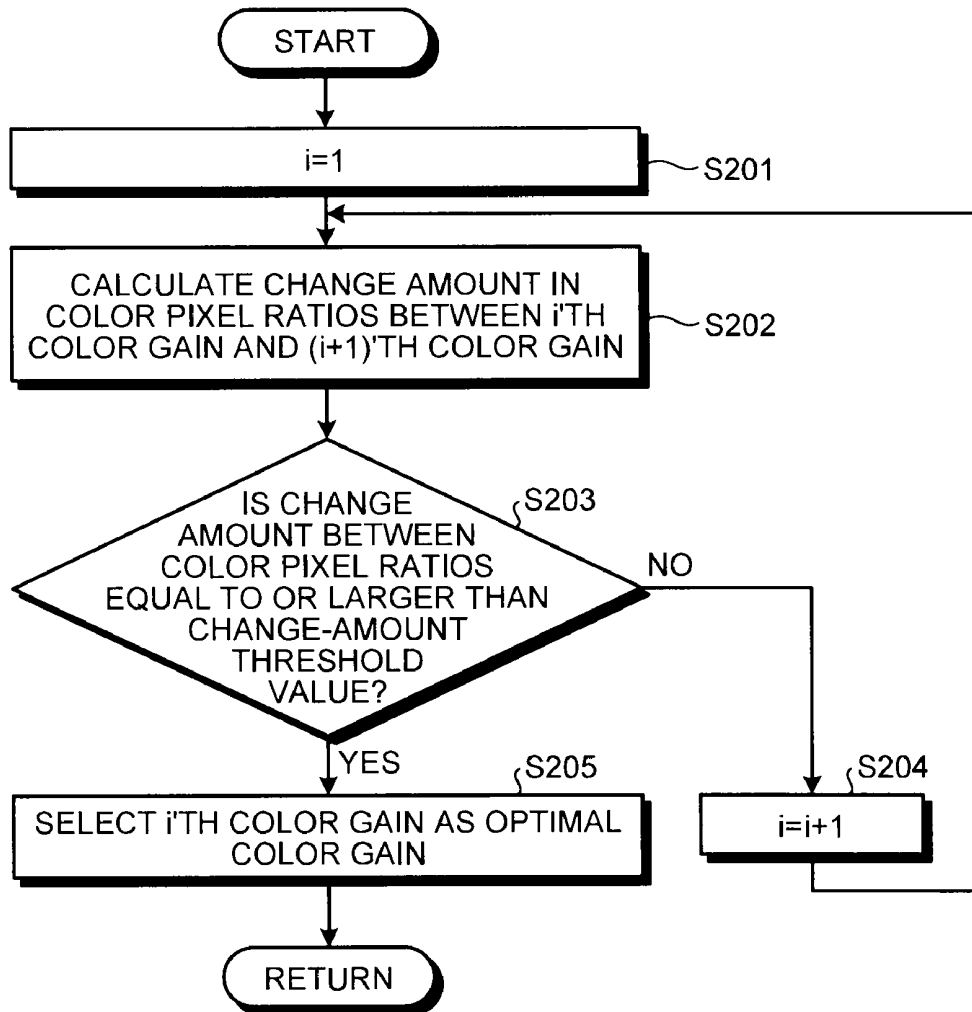 START
i=1
S201
CALCULATE CHANGE AMOUNT IN
COLOR PIXEL RATIOS BETWEEN i'TH
COLOR GAIN AND (i+1)'TH COLOR GAIN
S202
S203
IS CHANGE
AMOUNT BETWEEN
COLOR PIXEL RATIOS
EQUAL TO OR LARGER THAN
CHANGE-AMOUNT
THRESHOLD
VALUE?
NO
YES
S205
SELECT i'TH COLOR GAIN AS OPTIMAL
COLOR GAIN
S204
i=i+1
RETURN